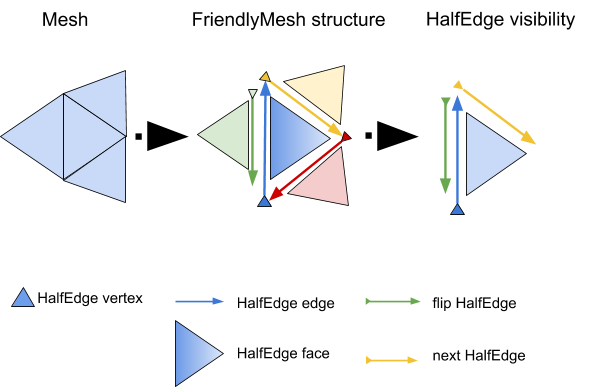 Mesh
FriendlyMesh structure
HalfEdge visibility
HalfEdge vertex
HalfEdge edge
flip HalfEdge
HalfEdge face
next HalfEdge